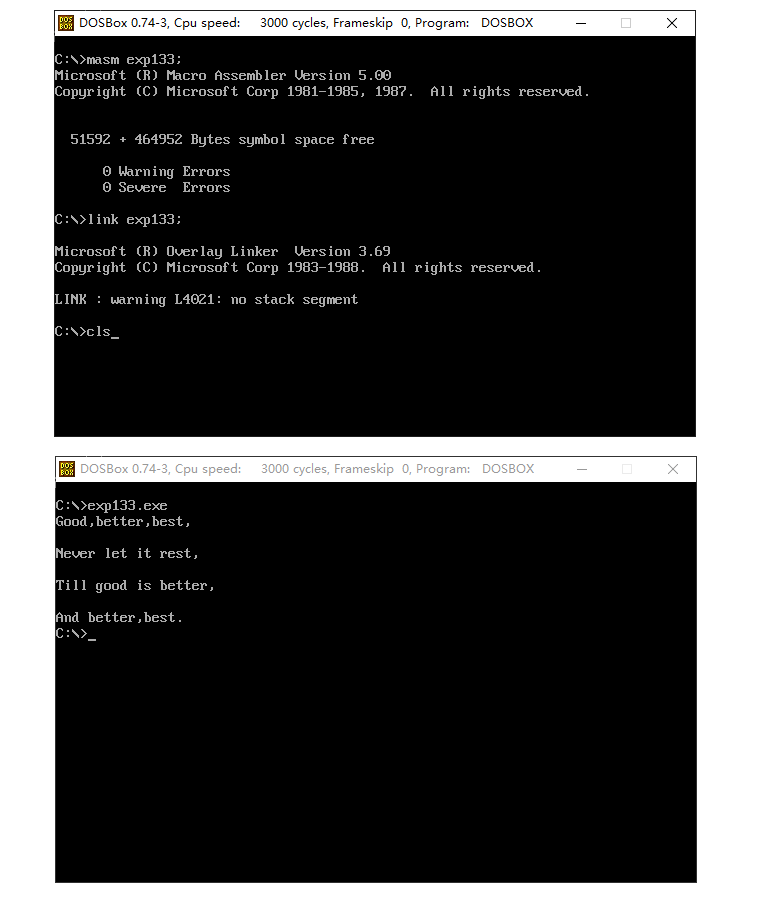 DOSBox 0.74-3, Cpu speed: 3000 cycles, Frameskip 0, Program: DOSBOX
C:\>masm exp133;
Microsoft (R) Macro Assembler Version 5.00
Copyright (C) Microsoft Corp 1981-1985, 1987.  All rights reserved.
51592 + 464952 Bytes symbol space free
0 Warning Errors
0 Severe  Errors
C:\>link exp133;
Microsoft (R) Overlay Linker  Version 3.69
Copyright (C) Microsoft Corp 1983-1988.  All rights reserved.
LINK : warning L4021: no stack segment
C:\>cls_
DOSBox 0.74-3, Cpu speed: 3000 cycles, Frameskip 0, Program: DOSBOX
C:\>exp133.exe
Good,better,best,
Never let it rest,
Till good is better,
And better,best.
C:\>_